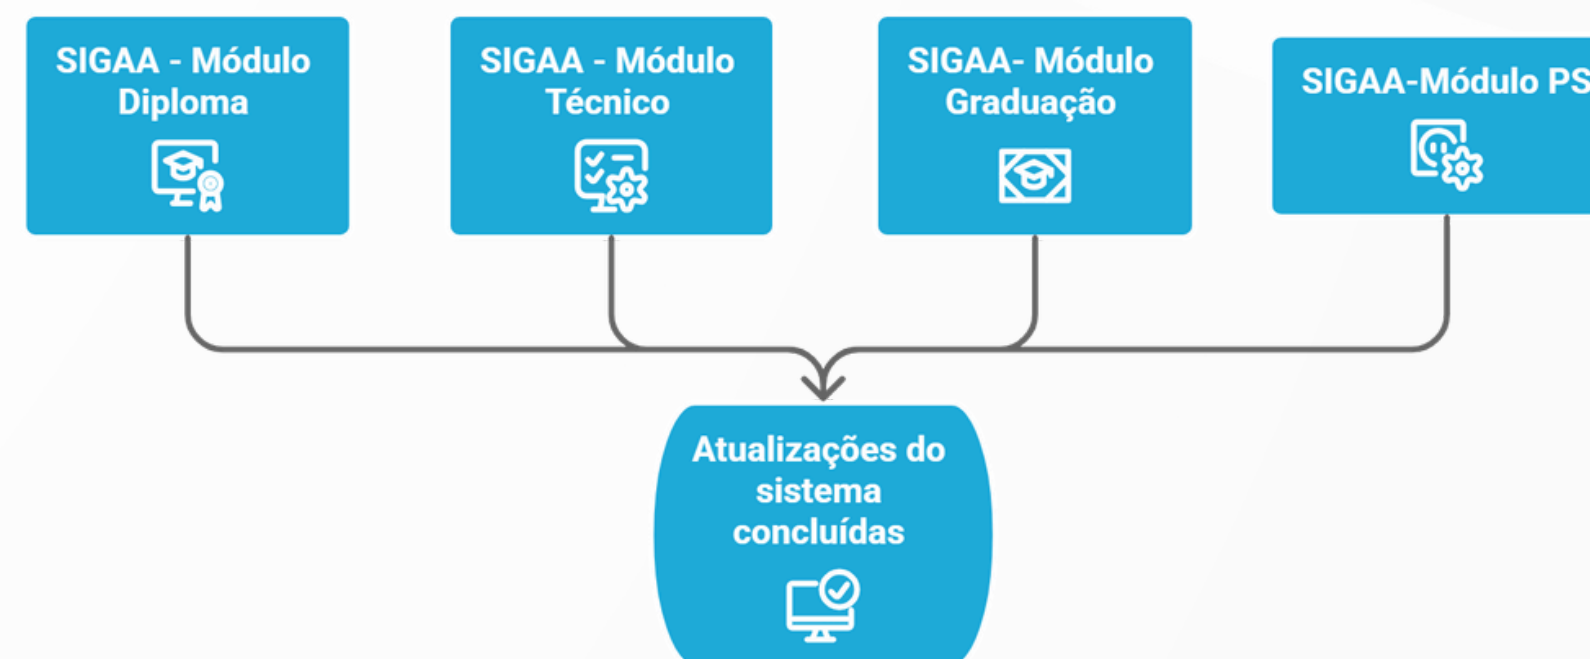 SIGAA - Módulo
Diploma
SIGAA - Módulo
Técnico
SIGAA- Módulo
Graduação
SIGAA-Módulo PS
Atualizações do
sistema
concluídas